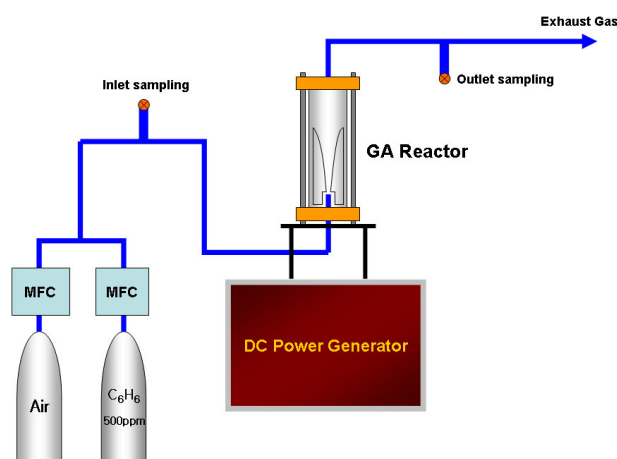 Exhaust Gas
Inlet sampling
Outlet sampling
GA Reactor
MFC
MFC
DC Power Generator
Air
C₆H₆
500ppm